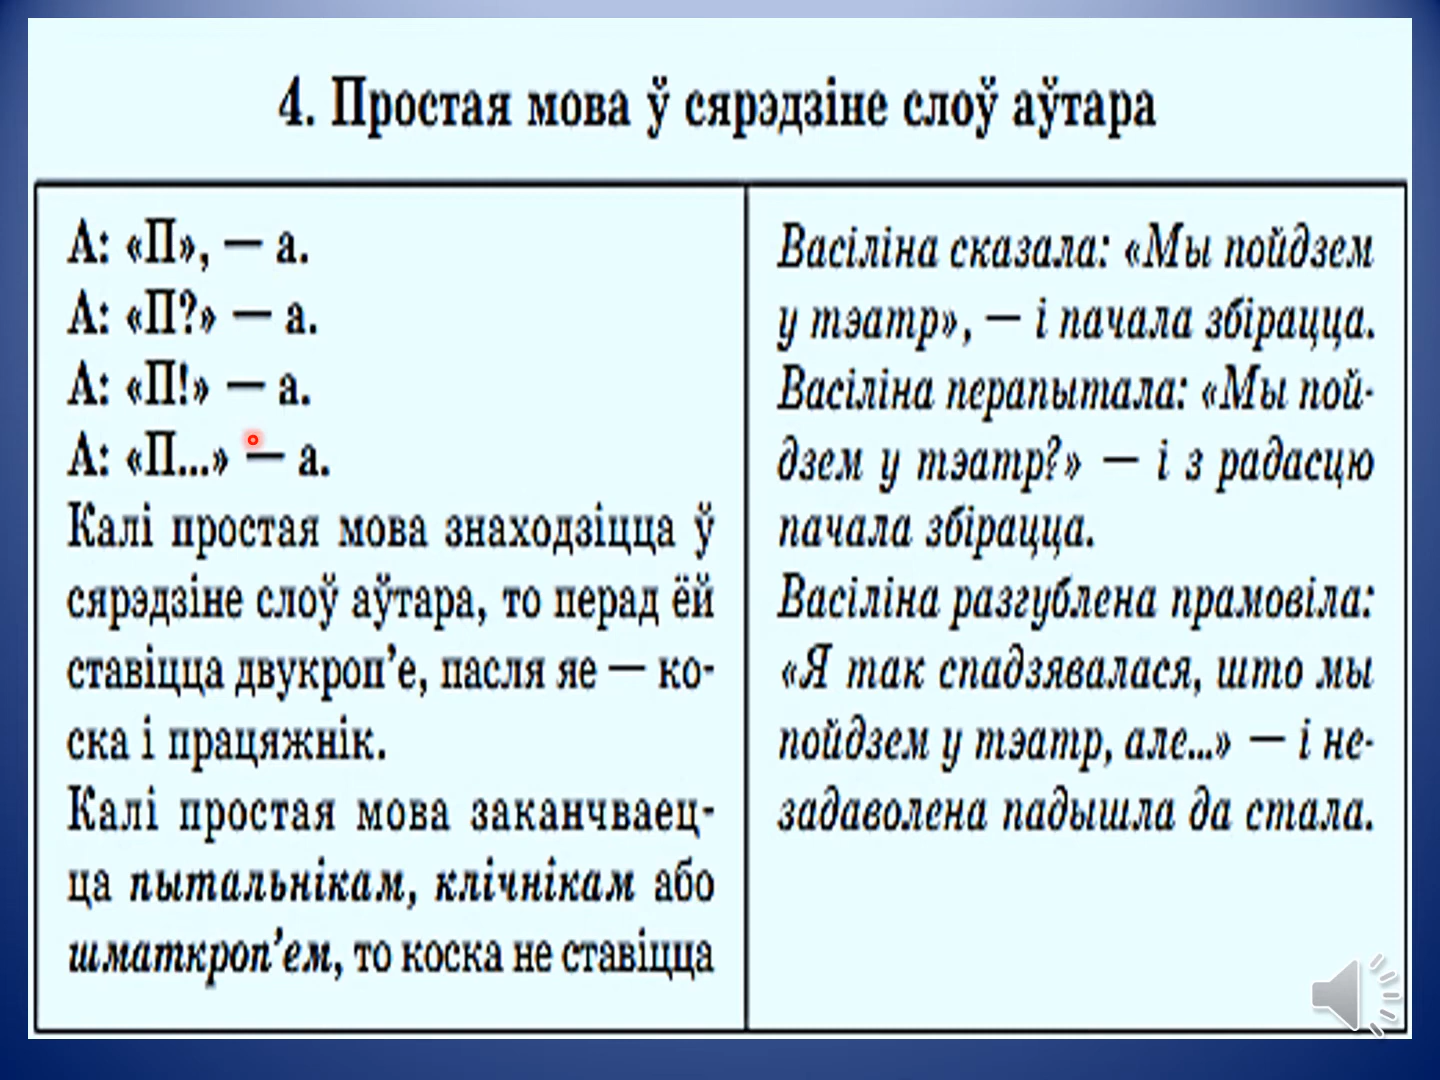 4. Простая мова ў сярэдзіне слоў аўтара
А: «П», — а.
А: «П?» — а.
А: «П!» — а.
А: «П...» — а.
Калі простая мова знаходзіцца ў
сярэдзіне слоў аўтара, то перад ёй
ставіцца двукроп’е, пасля яе — ко-
ска і працяжнік.
Калі простая мова заканчваец-
ца пытальнікам, клічнікам або
шматкроп’ем, то коска не ставіцца
Васіліна сказала: «Мы пойдзем
у тэатр», — і пачала збірацца.
Васіліна перапытала: «Мы пой-
дзем у тэатр?» — і з радасцю
пачала збірацца.
Васіліна разгублена прамовіла:
«Я так спадзявалася, што мы
пойдзем у тэатр, але...» — і не-
задаволена падышла да стала.